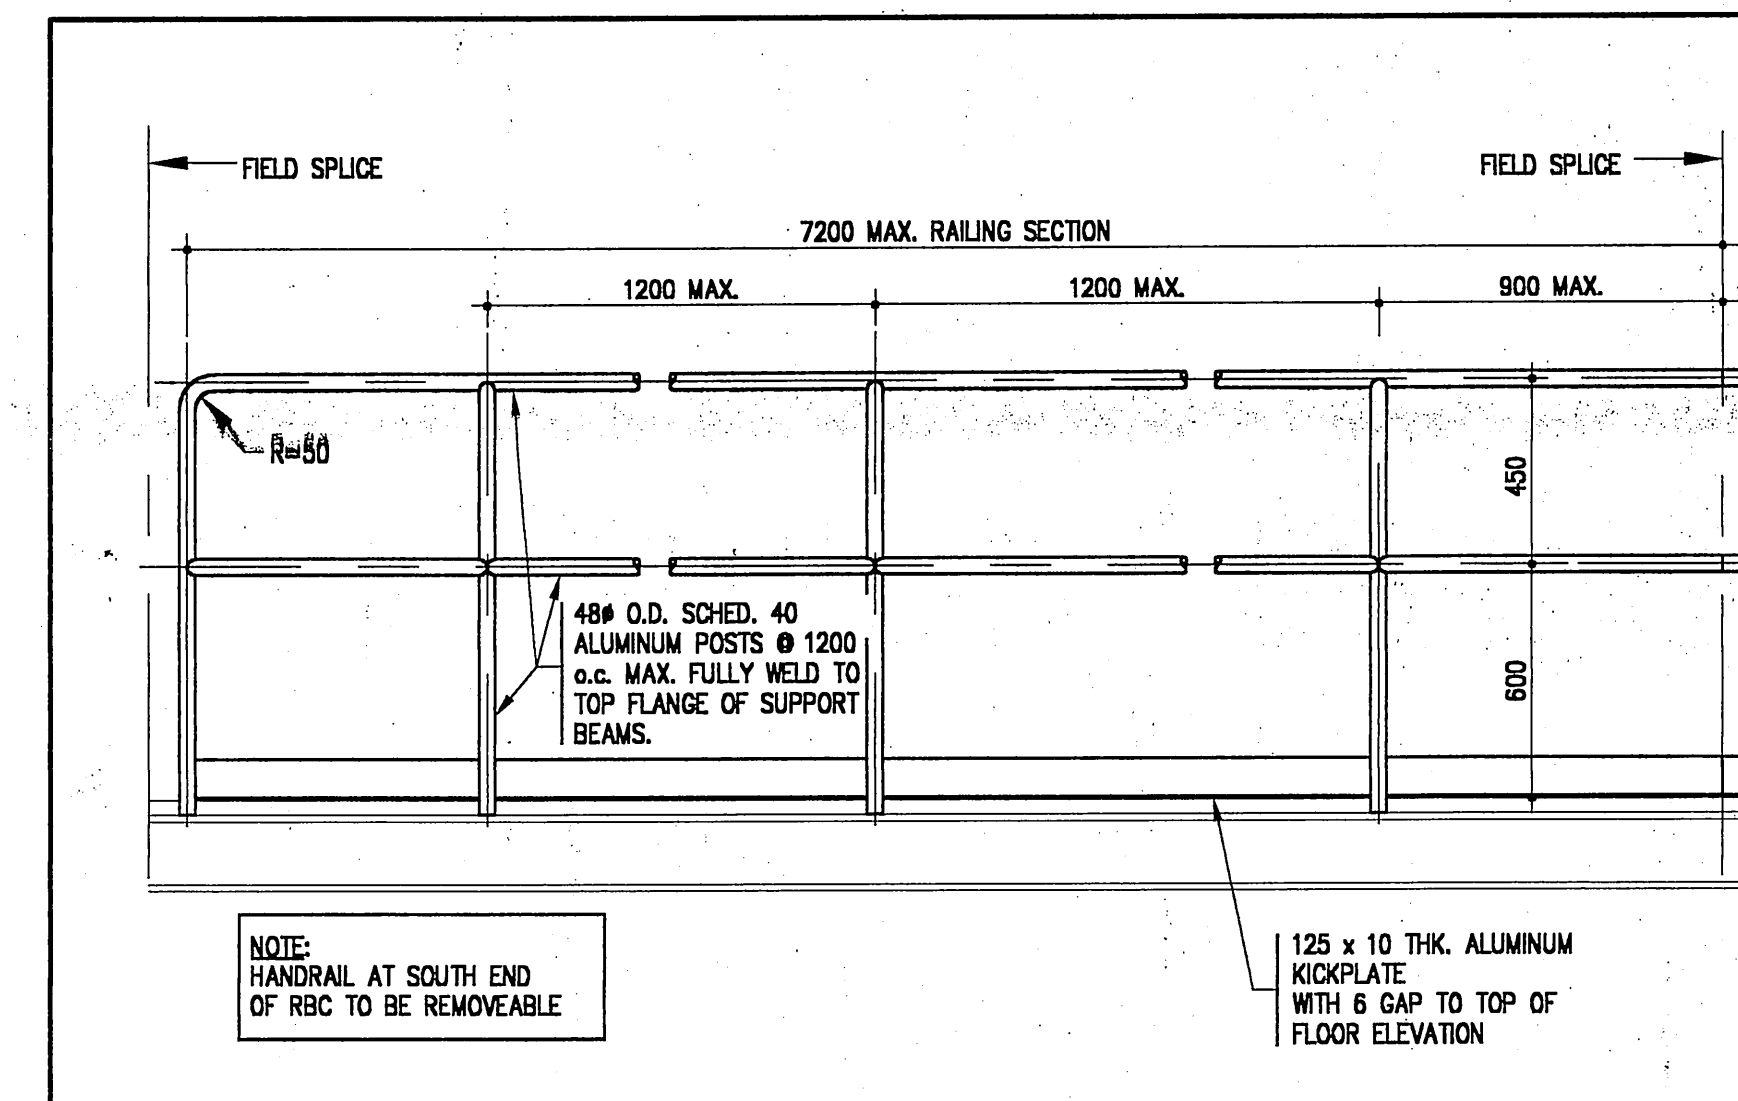 FIELD SPLICE
FIELD SPLICE
7200 MAX. RAILING SECTION
1200 MAX.
1200 MAX.
900 MAX.
R=50
450
48ø O.D. SCHED. 40
ALUMINUM POSTS @ 1200
o.c. MAX. FULLY WELD TO
TOP FLANGE OF SUPPORT
BEAMS.
600
NOTE:
HANDRAIL AT SOUTH END
OF RBC TO BE REMOVEABLE
125 x 10 THK. ALUMINUM
KICKPLATE
WITH 6 GAP TO TOP OF
FLOOR ELEVATION